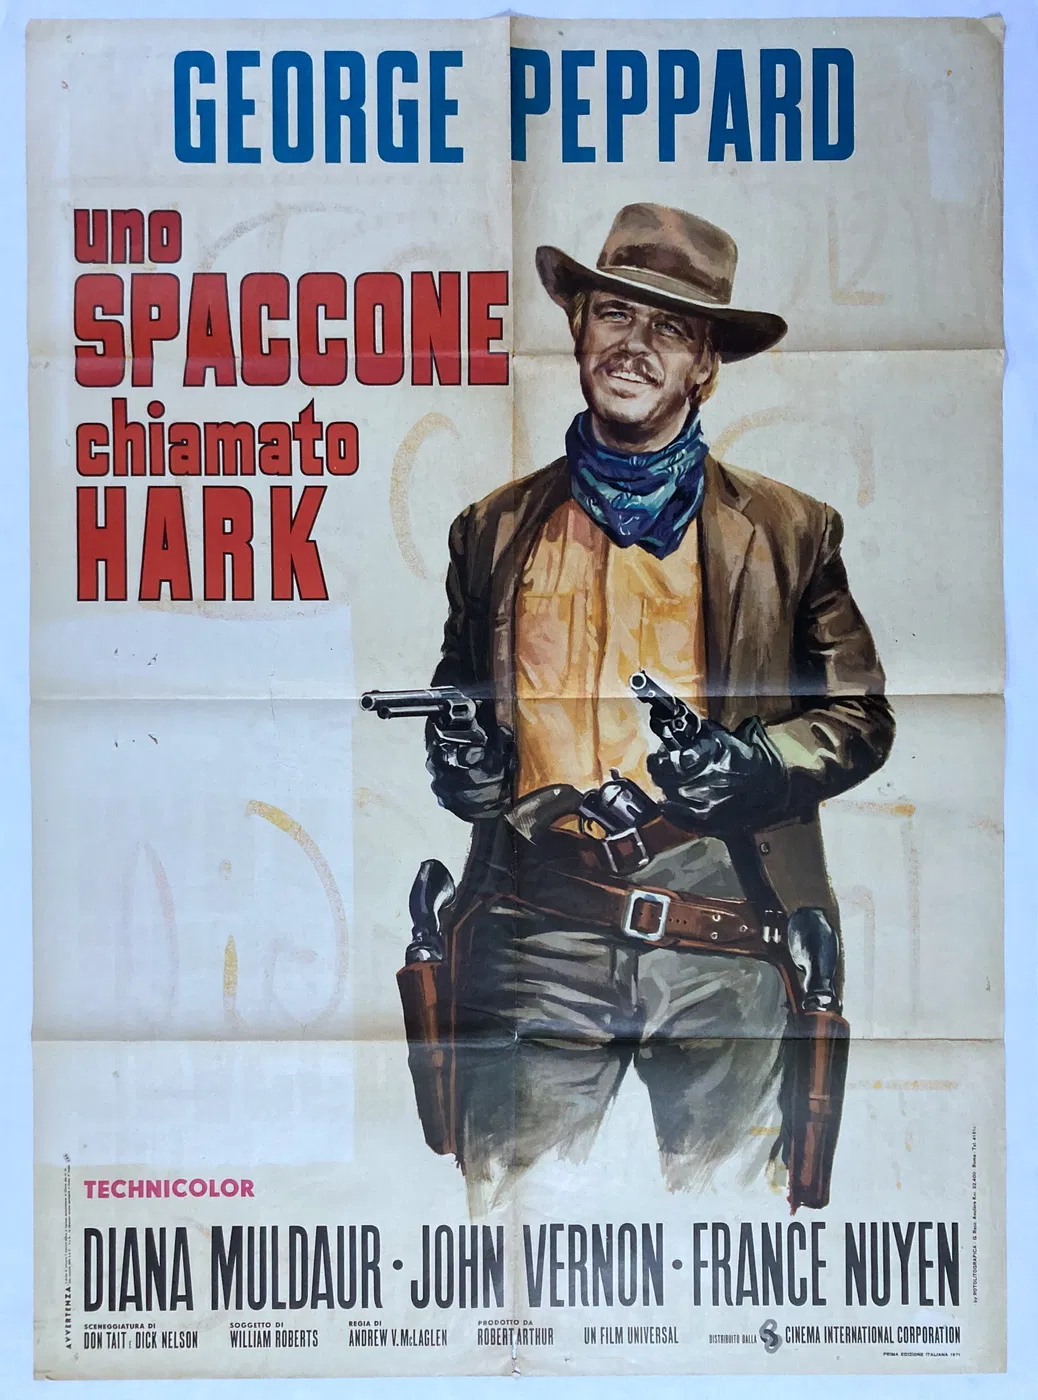 GEORGE PEPPARD
uno
SPACCONE
chiamato
HARK
TECHNICOLOR
DIANA MULDAUR · JOHN VERNON · FRANCE NUYEN
SCENEGGIATURA DI
DON TAIT E DICK NELSON
SOGGETTO DI
WILLIAM ROBERTS
REGIA DI
ANDREW V. McLAGLEN
PRODOTTO DA
ROBERT ARTHUR
UN FILM UNIVERSAL
DISTRIBUITO DALLA CINEMA INTERNATIONAL CORPORATION
PRIMA EDIZIONE ITALIANA 1971
AVVERTENZA
by ROTOLITOGRAFICA